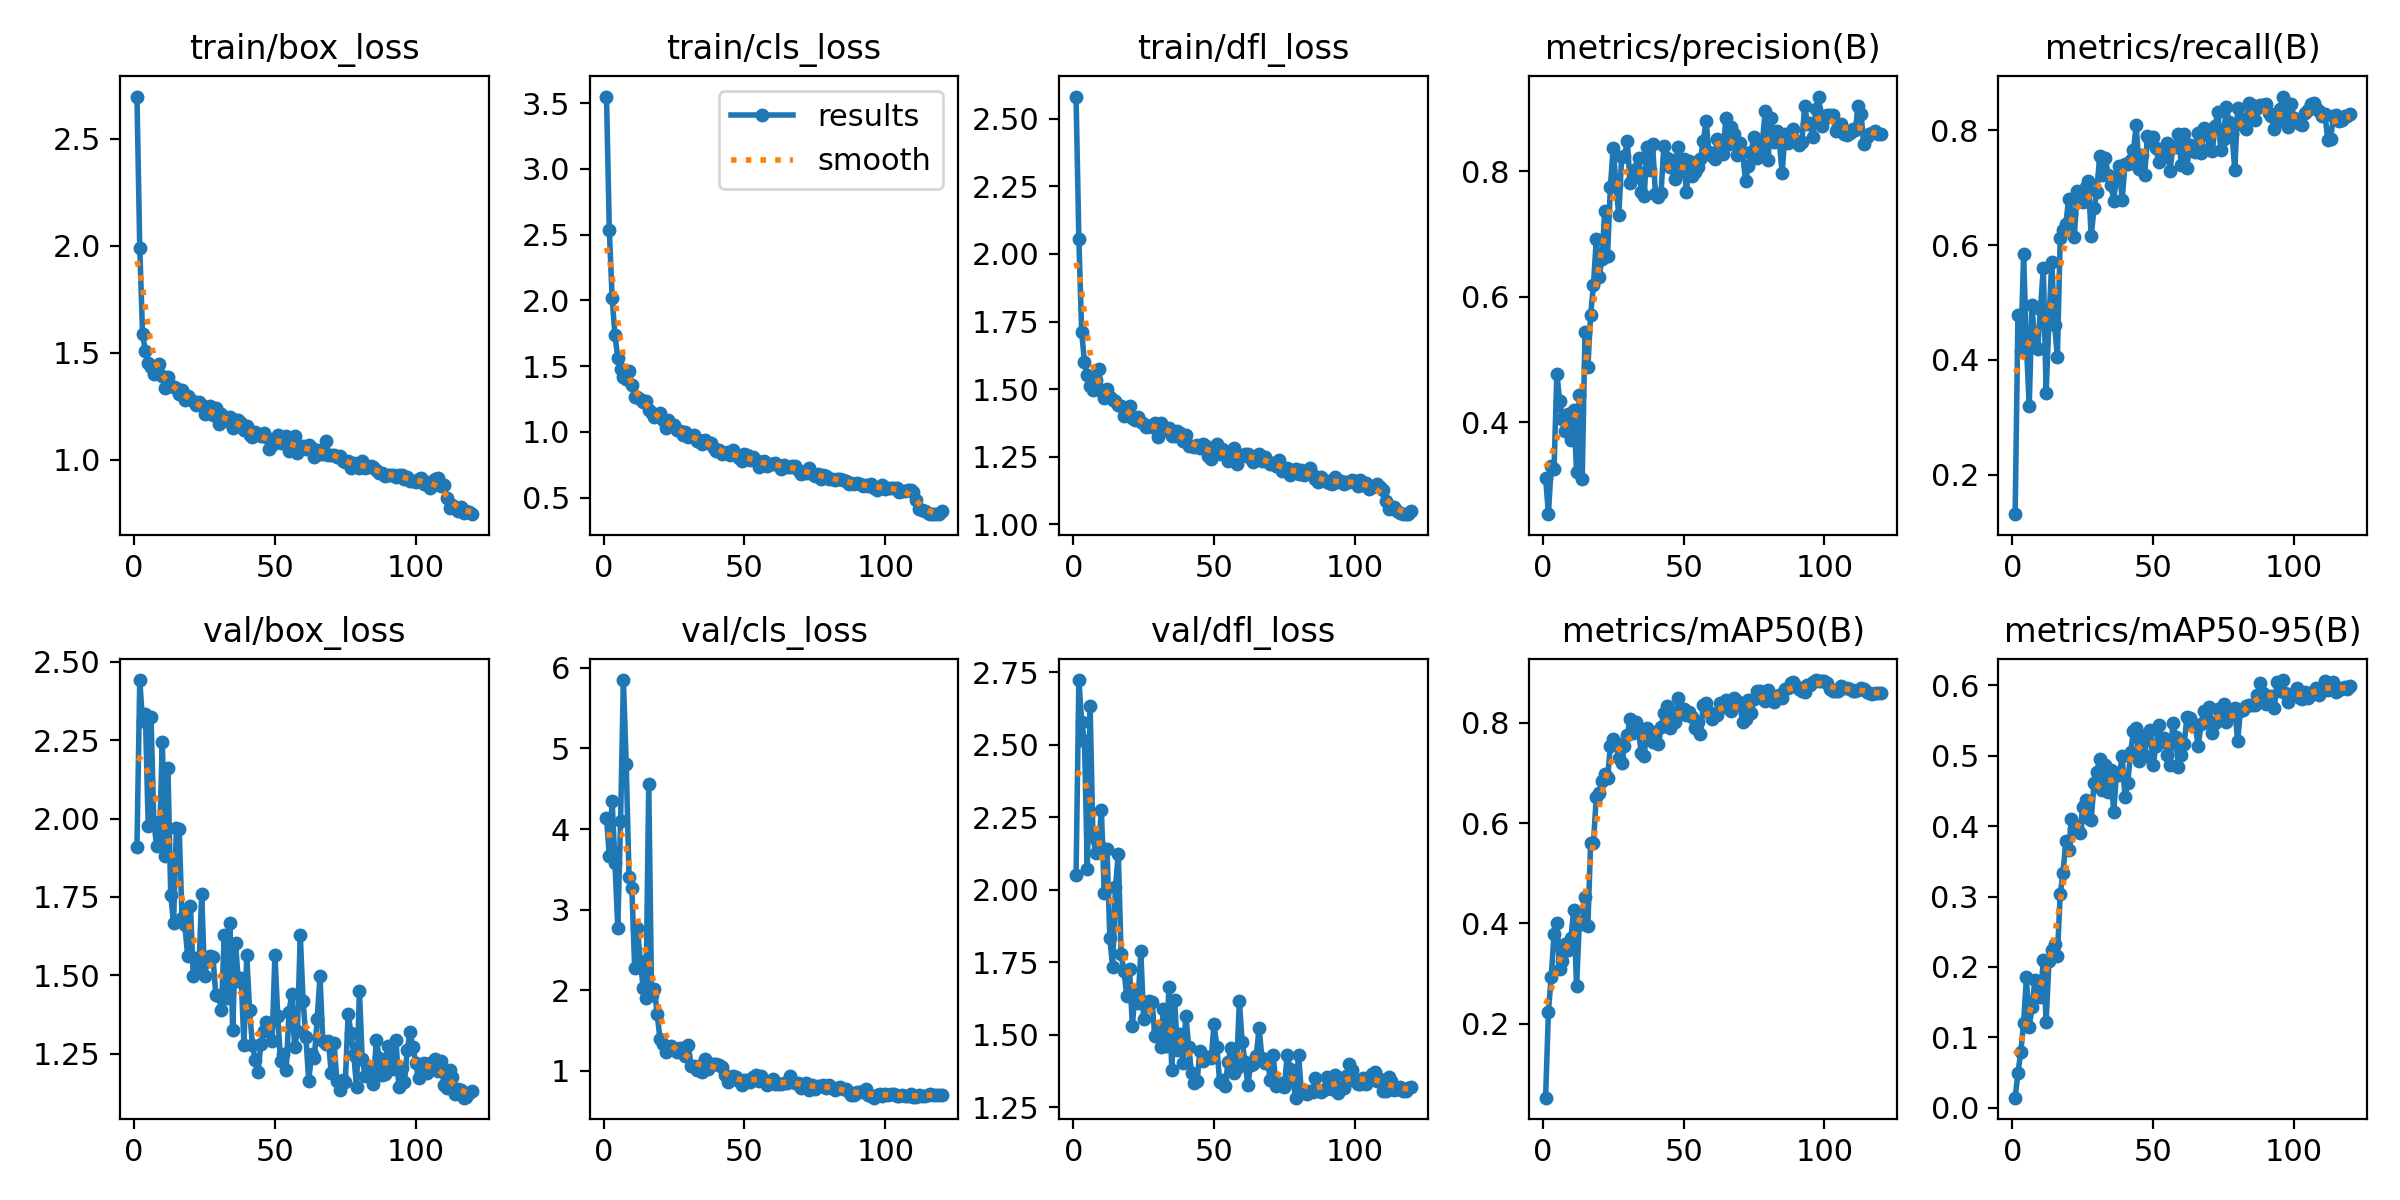 train/box_loss
train/cls_loss
train/dfl_loss
metrics/precision(B)
metrics/recall(B)
2.5
2.0
1.5
1.0
0 50 100
3.5
3.0
2.5
2.0
1.5
1.0
0.5
0 50 100
results
smooth
2.50
2.25
2.00
1.75
1.50
1.25
1.00
0 50 100
0.8
0.6
0.4
0 50 100
0.8
0.6
0.4
0.2
0 50 100
val/box_loss
val/cls_loss
val/dfl_loss
metrics/mAP50(B)
metrics/mAP50-95(B)
2.50
2.25
2.00
1.75
1.50
1.25
0 50 100
6
5
4
3
2
1
0 50 100
2.75
2.50
2.25
2.00
1.75
1.50
1.25
0 50 100
0.8
0.6
0.4
0.2
0 50 100
0.6
0.5
0.4
0.3
0.2
0.1
0.0
0 50 100